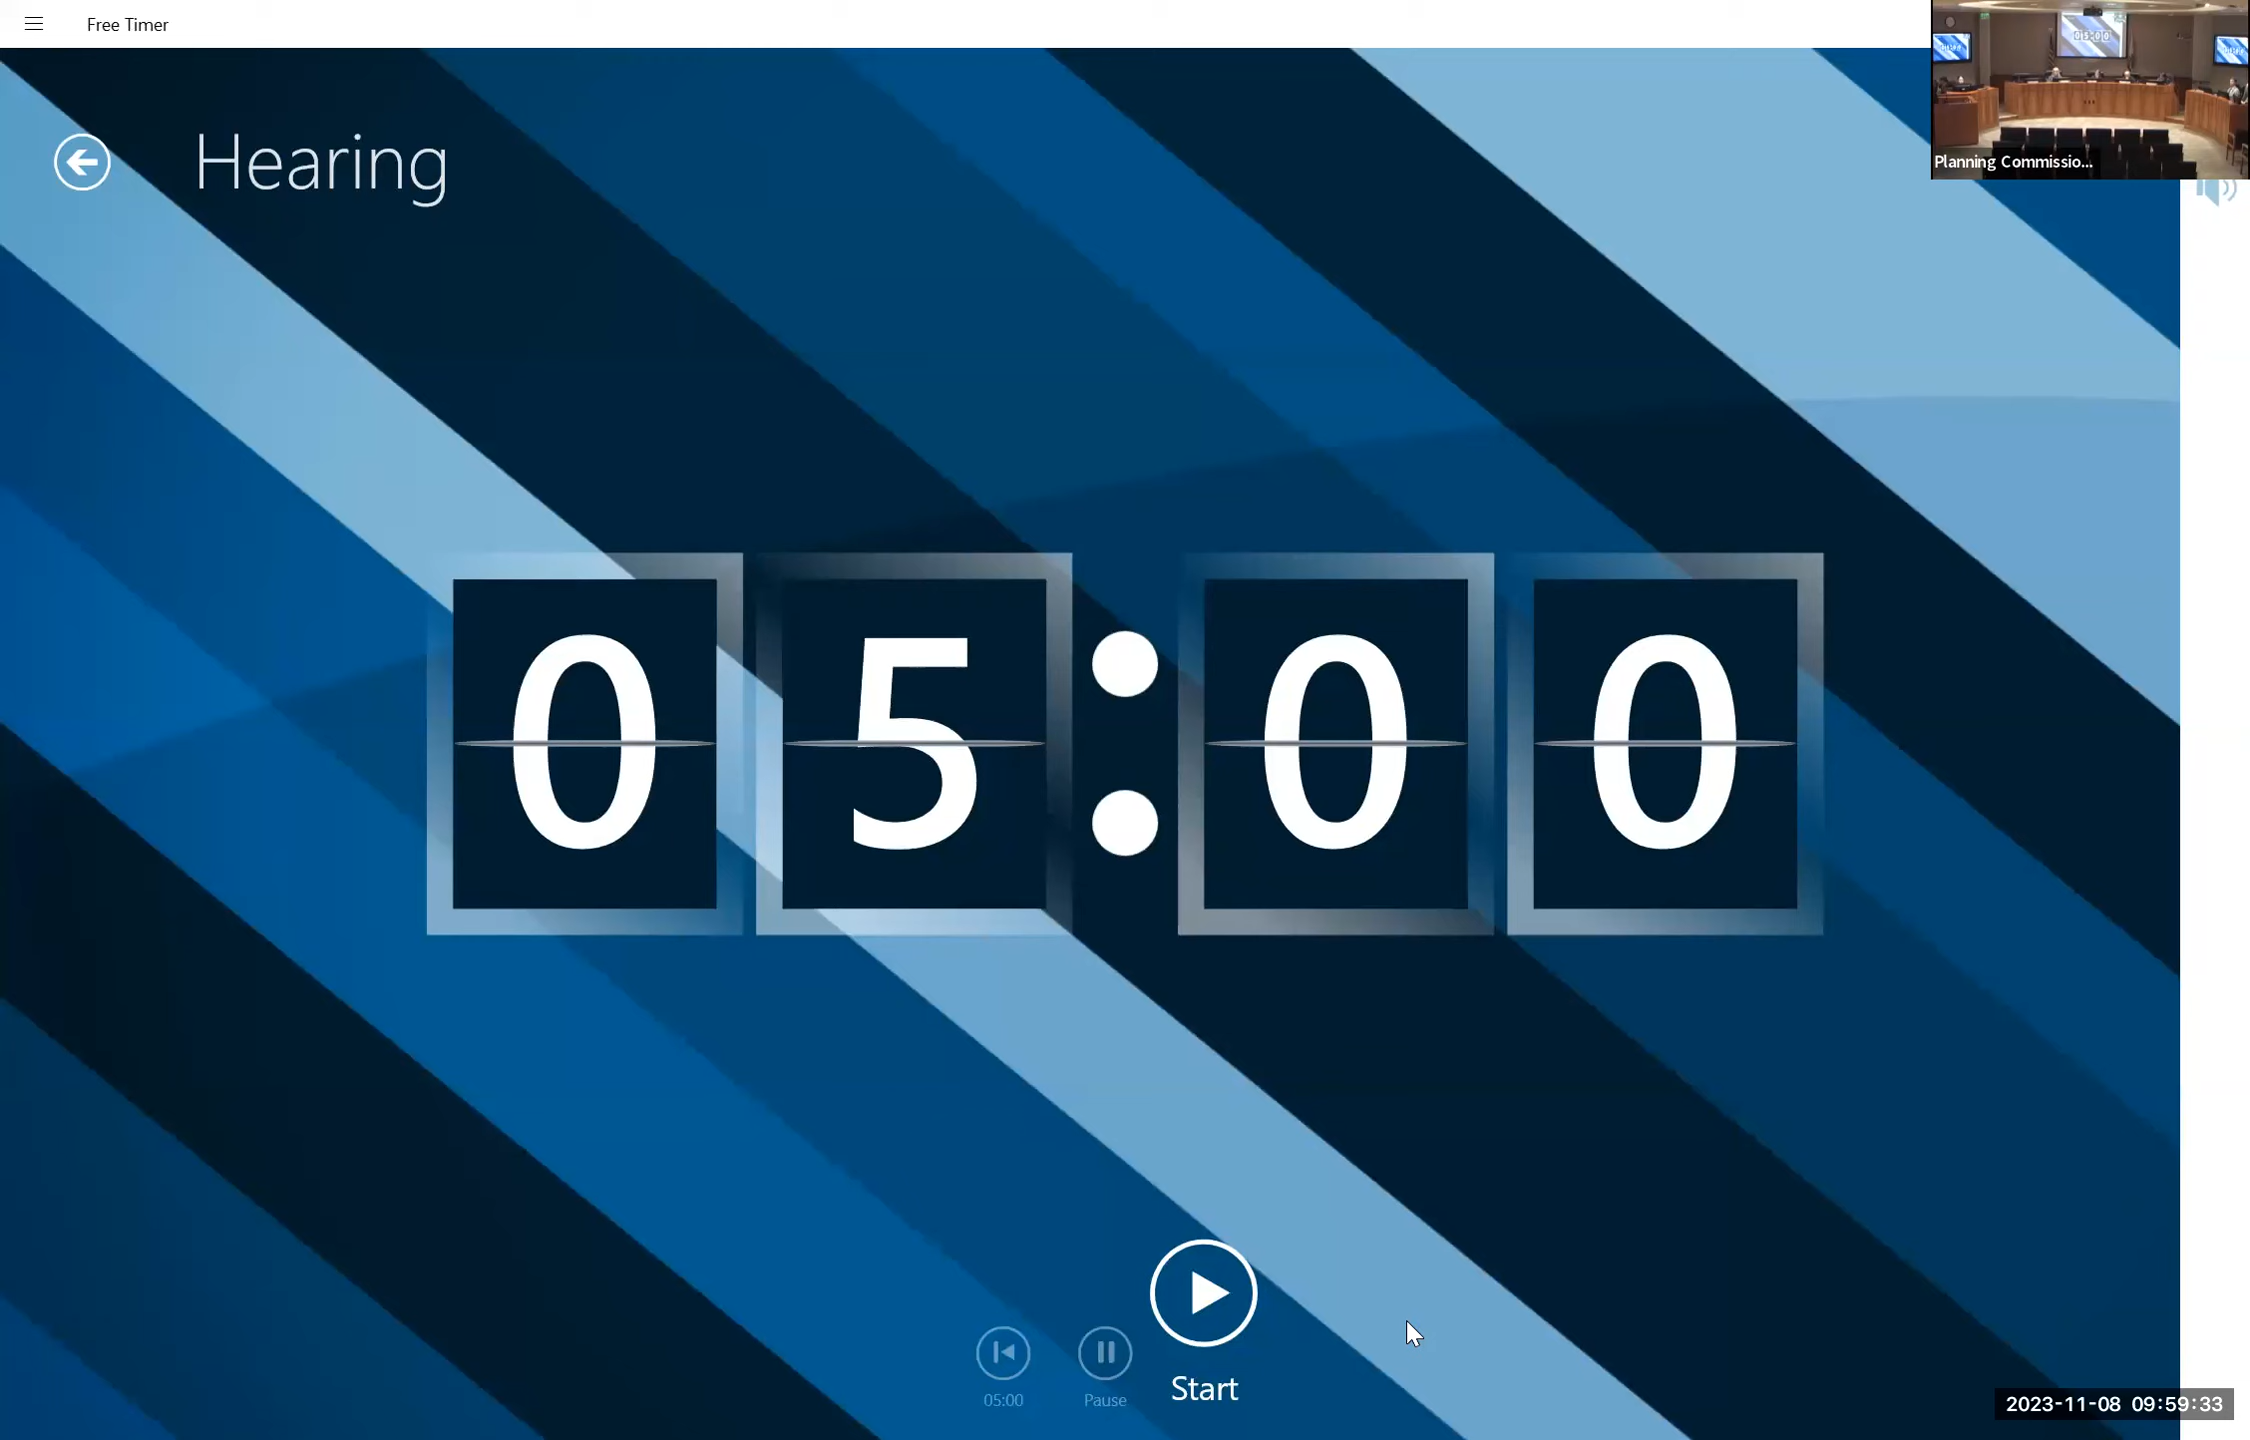 Free Timer
Planning Commissio...
Hearing
05:00
05:00
Pause
Start
2023-11-08 09:59:33